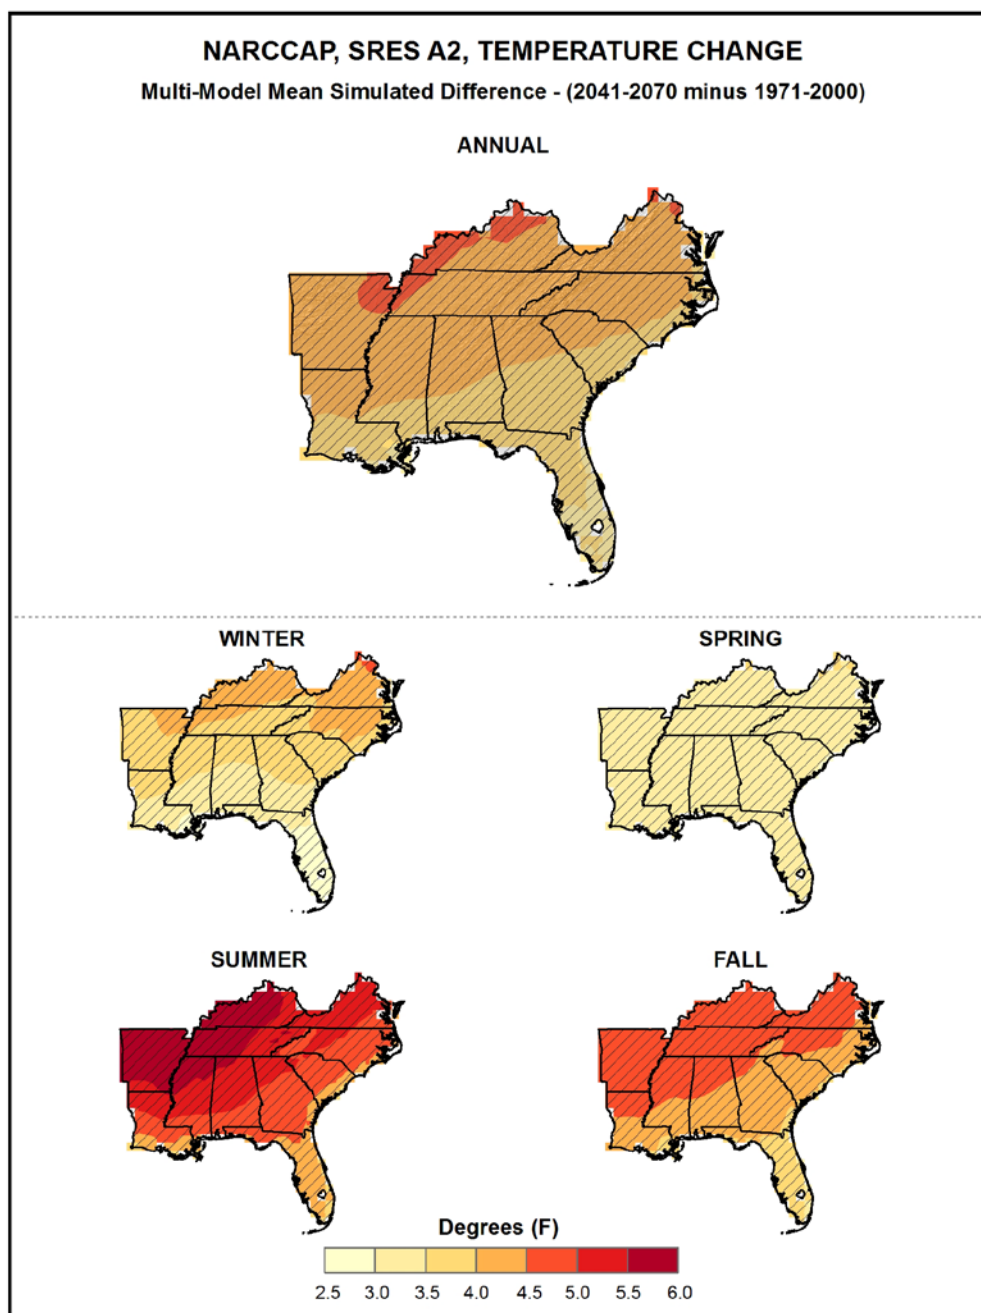 NARCCAP, SRES A2, TEMPERATURE CHANGE
Multi-Model Mean Simulated Difference - (2041-2070 minus 1971-2000)
ANNUAL
WINTER
SPRING
SUMMER
FALL
Degrees (F)
2.5 3.0 3.5 4.0 4.5 5.0 5.5 6.0